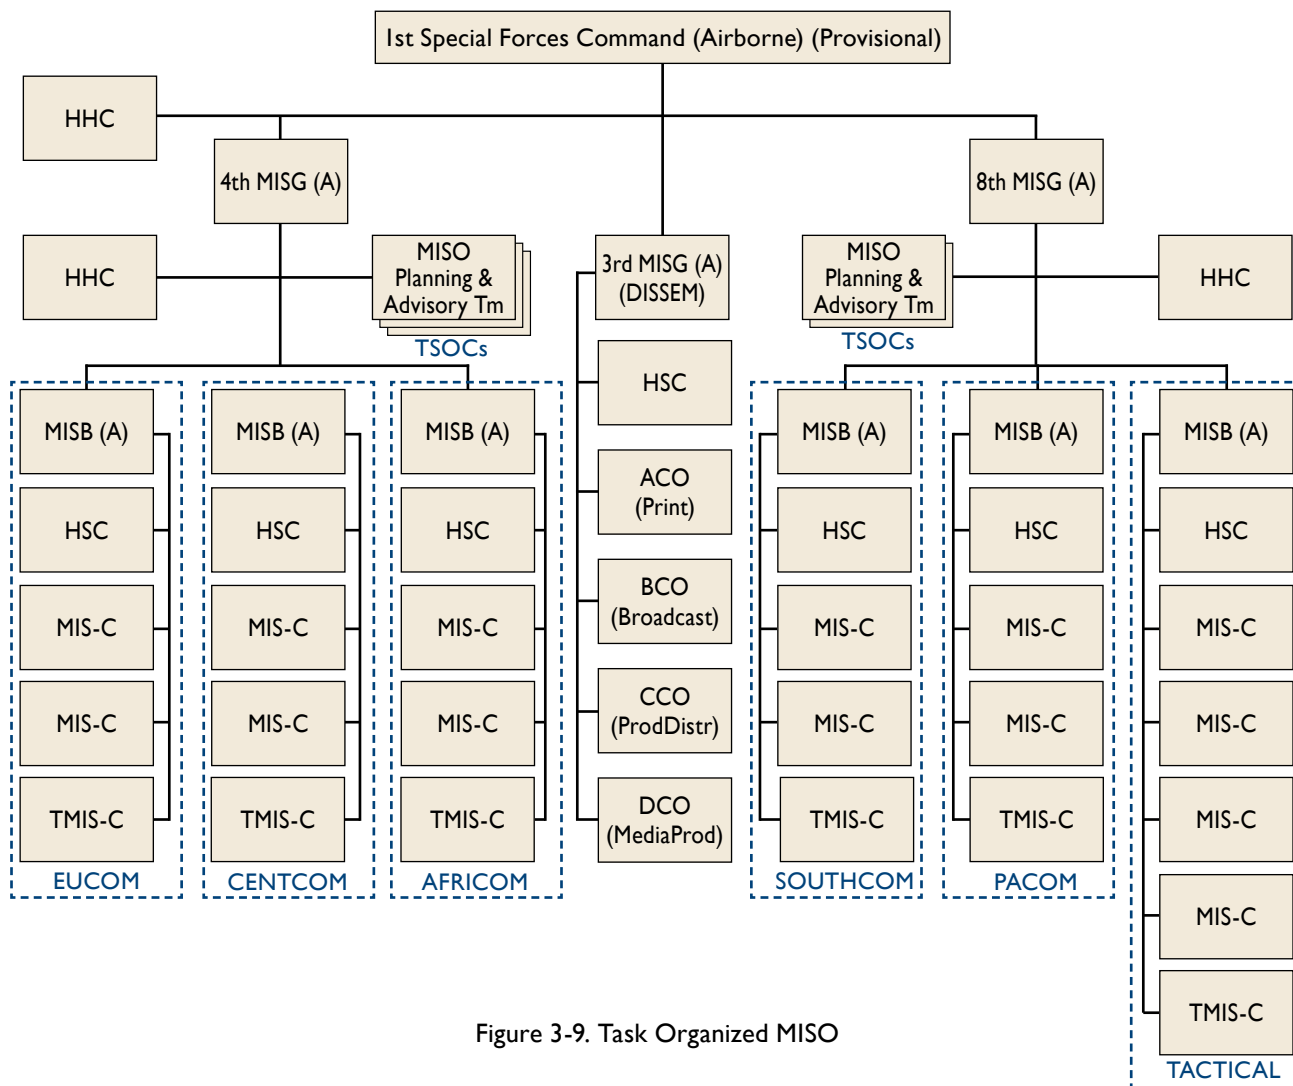 1st Special Forces Command (Airborne) (Provisional)
HHC
4th MISG (A)
8th MISG (A)
HHC
MISO
Planning &
Advisory Tm
TSOCs
3rd MISG (A)
(DISSEM)
MISO
Planning &
Advisory Tm
TSOCs
HHC
MISB (A)
HSC
MIS-C
MIS-C
TMIS-C
EUCOM
MISB (A)
HSC
MIS-C
MIS-C
TMIS-C
CENTCOM
MISB (A)
HSC
MIS-C
MIS-C
TMIS-C
AFRICOM
HSC
ACO
(Print)
BCO
(Broadcast)
CCO
(ProdDistr)
DCO
(MediaProd)
MISB (A)
HSC
MIS-C
MIS-C
TMIS-C
SOUTHCOM
MISB (A)
HSC
MIS-C
MIS-C
TMIS-C
PACOM
MISB (A)
HSC
MIS-C
MIS-C
MIS-C
MIS-C
TMIS-C
TACTICAL
Figure 3-9. Task Organized MISO